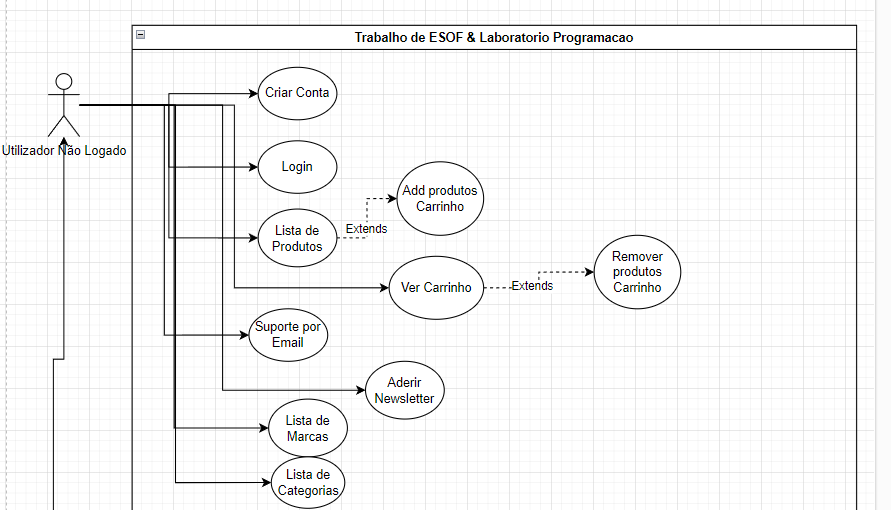 Trabalho de ESOF & Laboratorio Programacao
Criar Conta
Utilizador Não Logado
Login
Add produtos
Carrinho
Lista de
Produtos
Extends
Remover
produtos
Carrinho
Ver Carrinho
Extends
Suporte por
Email
Aderir
Newsletter
Lista de
Marcas
Lista de
Categorias